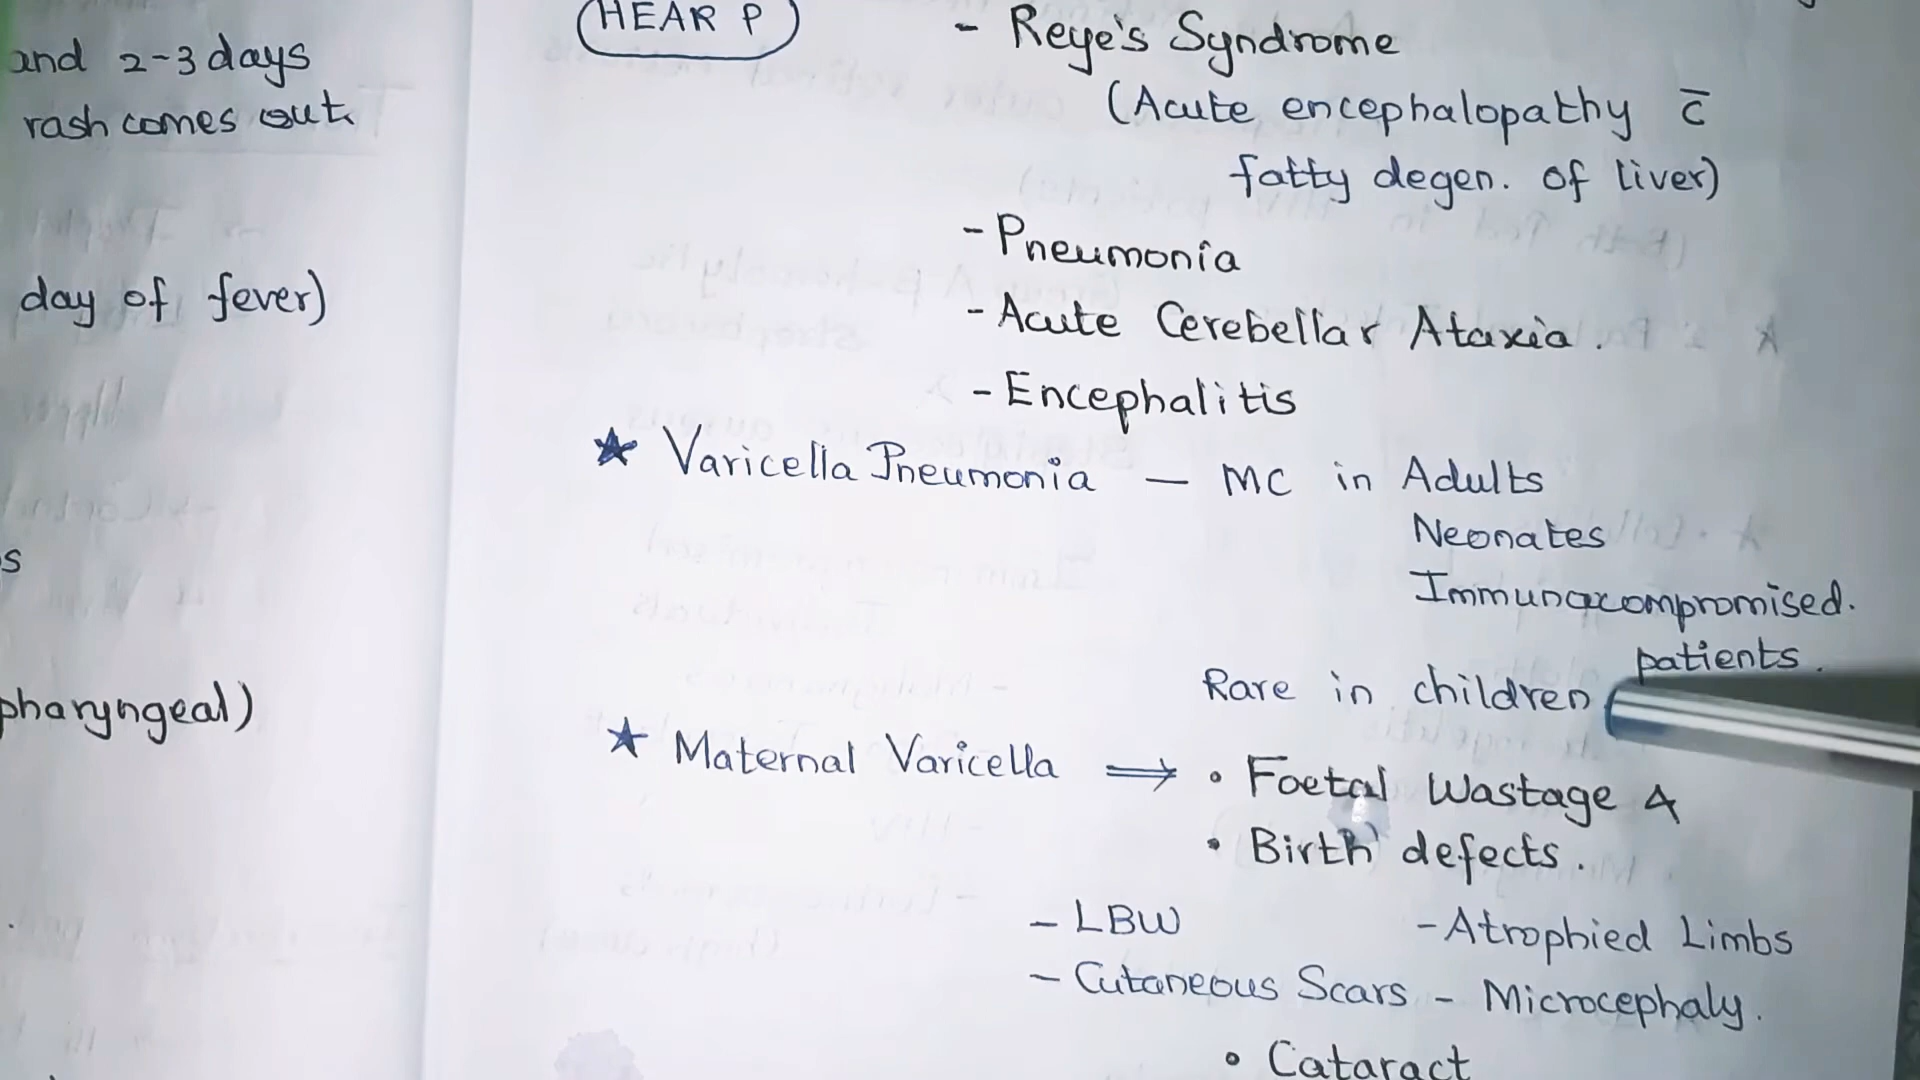 and 2-3 days
rash comes out.
day of fever)
s
pharyngeal)
HEAR P
- Reye's Syndrome
(Acute encephalopathy c̄
fatty degen. of liver)
- Pneumonia
- Acute Cerebellar Ataxia.
- Encephalitis
★ Varicella Pneumonia — MC in Adults
Neonates
Immunocompromised.
patients.
Rare in children
★ Maternal Varicella ⇒ • Foetal Wastage &
• Birth defects.
- LBW - Atrophied Limbs
- Cutaneous Scars - Microcephaly.
• Cataract